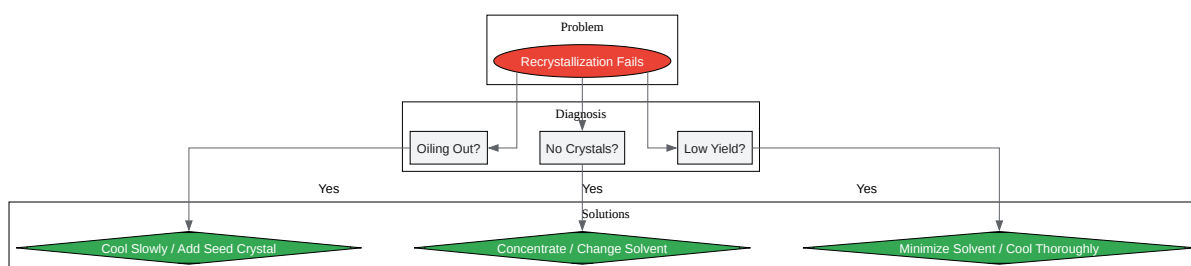 Problem
Recrystallization Fails
Diagnosis
Oiling Out?
No Crystals?
Low Yield?
Yes
Yes
Yes
Solutions
Cool Slowly / Add Seed Crystal
Concentrate / Change Solvent
Minimize Solvent / Cool Thoroughly